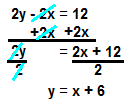 2y - 2x = 12
+2x +2x
2y = 2x + 12
2 2
y = x + 6